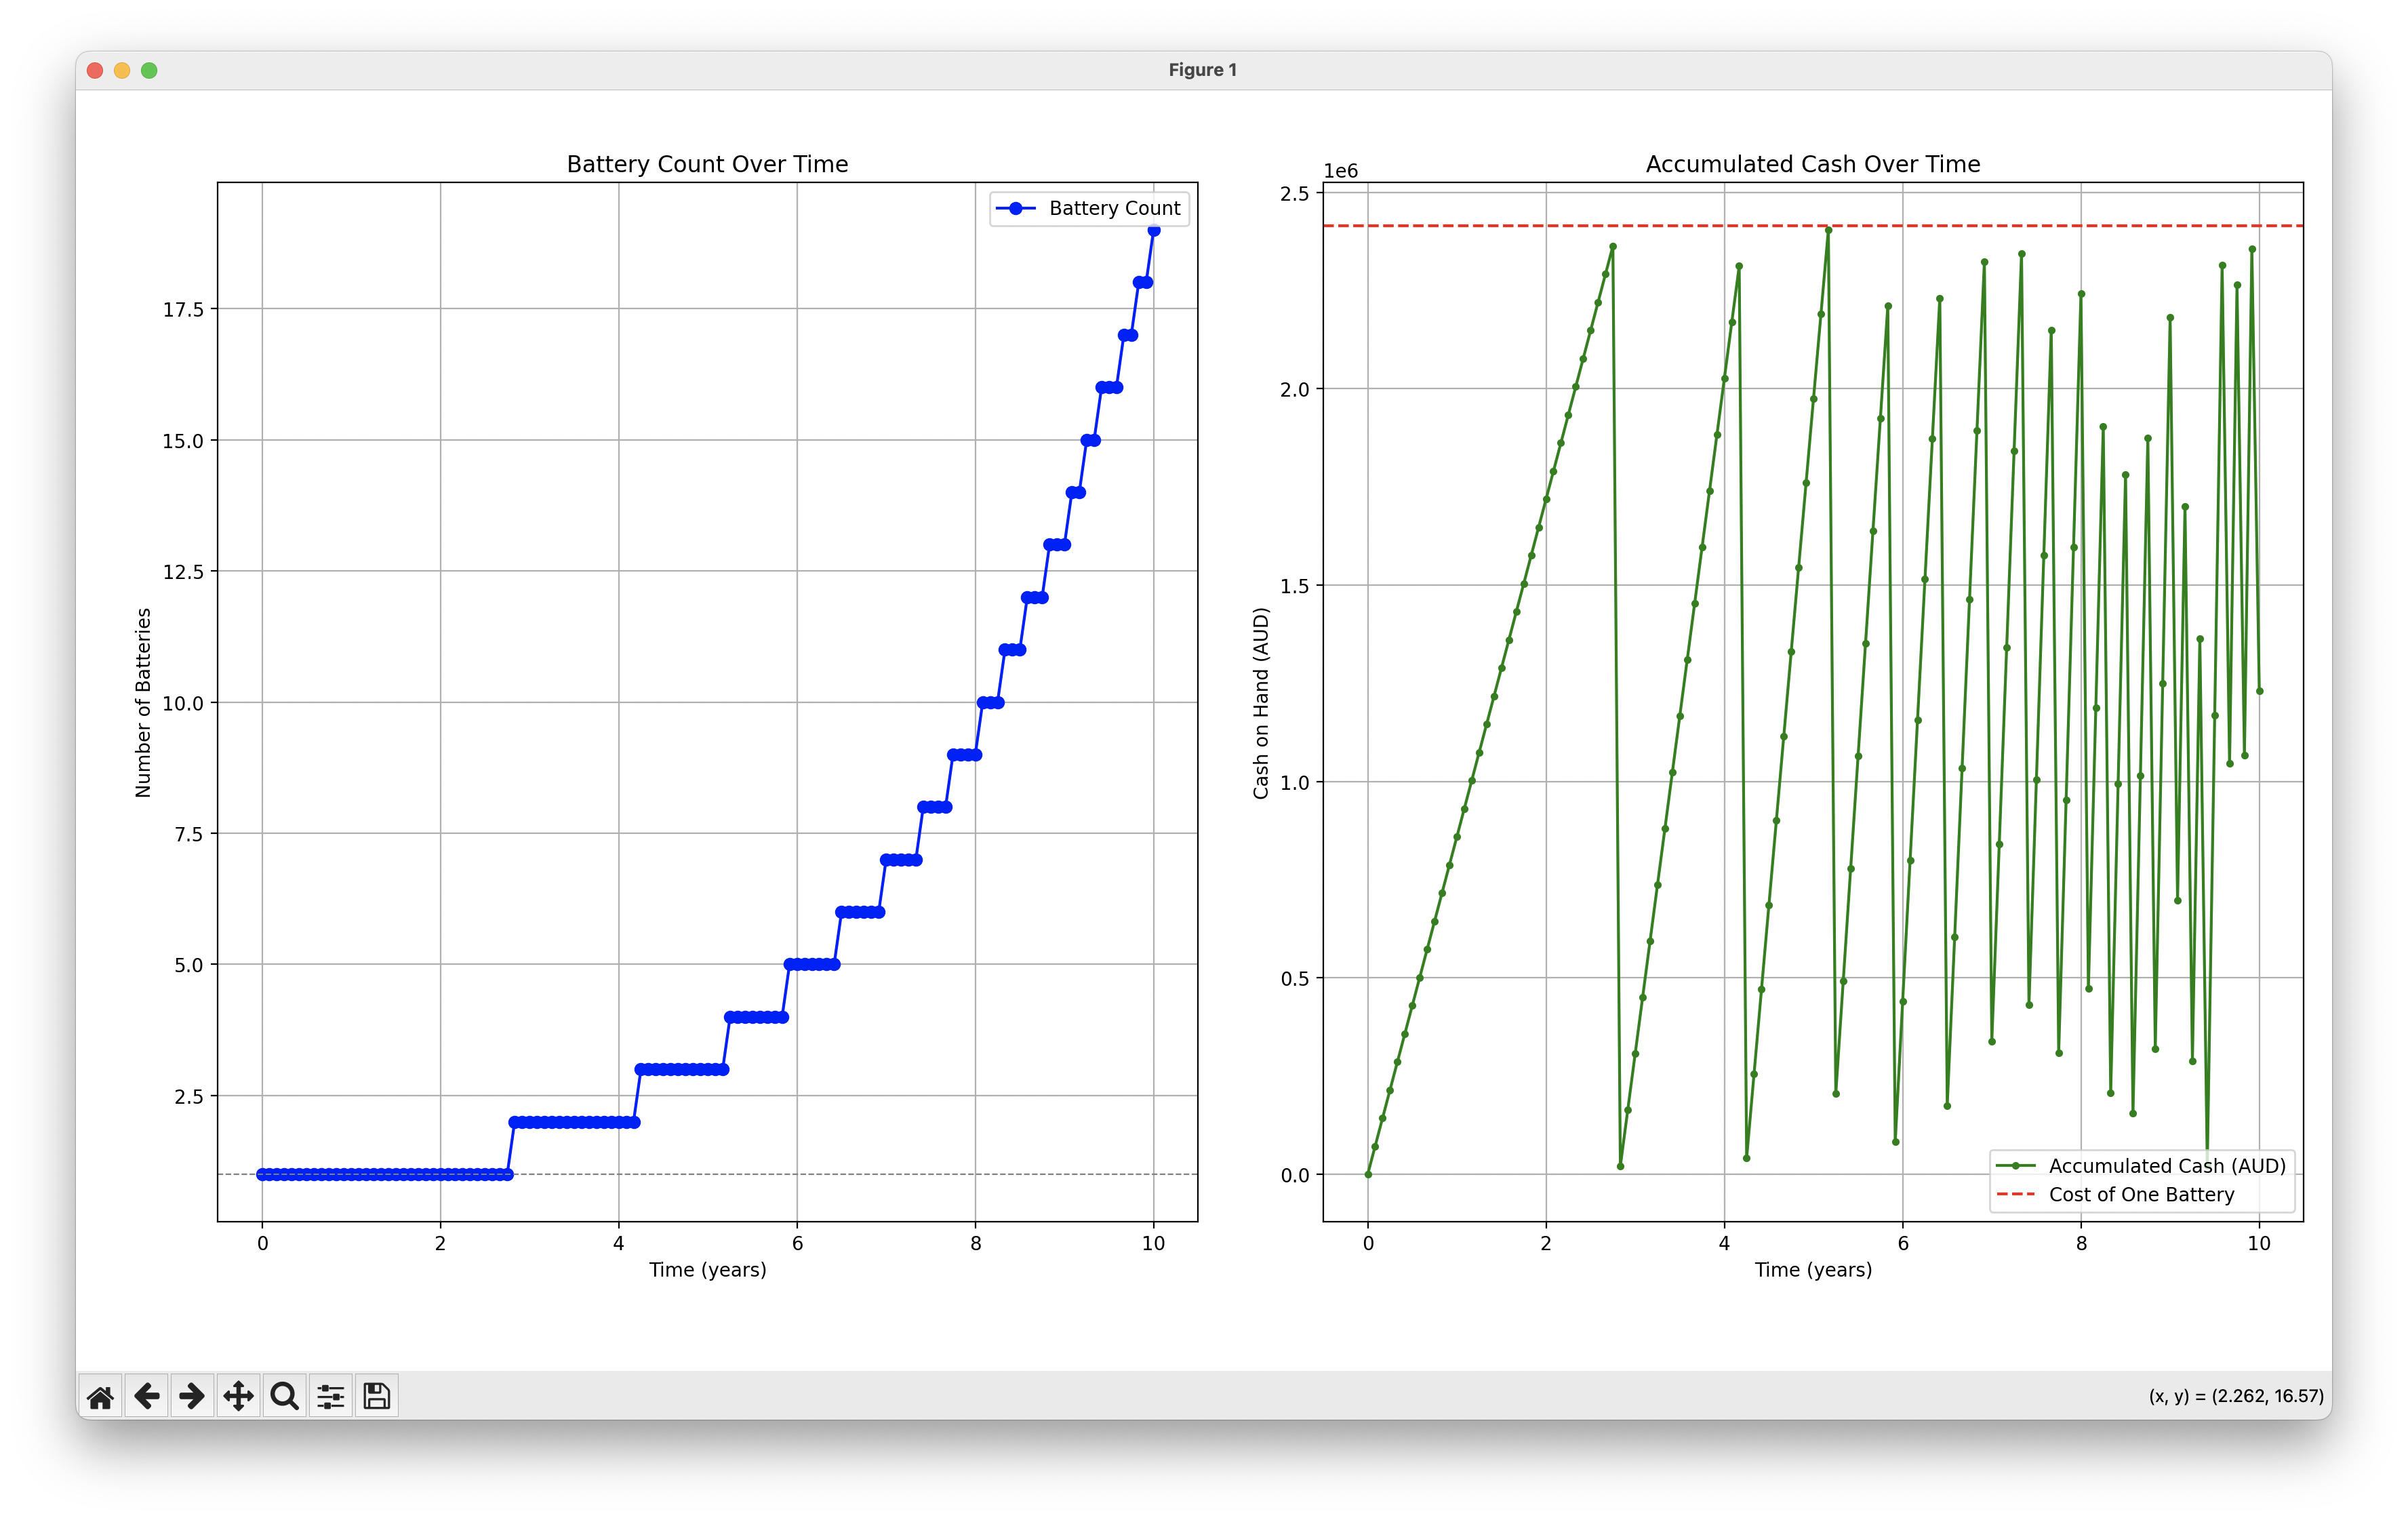 Figure 1
Battery Count Over Time
Battery Count
17.5
15.0
12.5
10.0
7.5
5.0
2.5
Number of Batteries
0 2 4 6 8 10
Time (years)
Accumulated Cash Over Time
1e6
2.5
2.0
1.5
1.0
0.5
0.0
Cash on Hand (AUD)
Accumulated Cash (AUD)
Cost of One Battery
0 2 4 6 8 10
Time (years)
(x, y) = (2.262, 16.57)